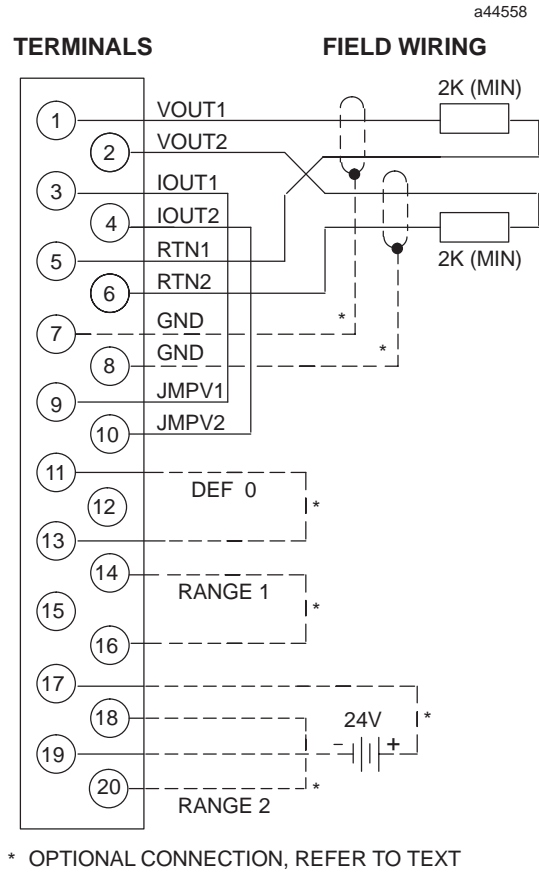 a44558
TERMINALS
FIELD WIRING
2K (MIN)
1
VOUT1
2
VOUT2
3
IOUT1
4
IOUT2
5
RTN1
2K (MIN)
6
RTN2
7
GND
*
8
GND
*
9
JMPV1
10
JMPV2
11
DEF 0
*
12
13
14
RANGE 1
*
15
16
17
18
24V
*
19
- +
20
*
RANGE 2
* OPTIONAL CONNECTION, REFER TO TEXT